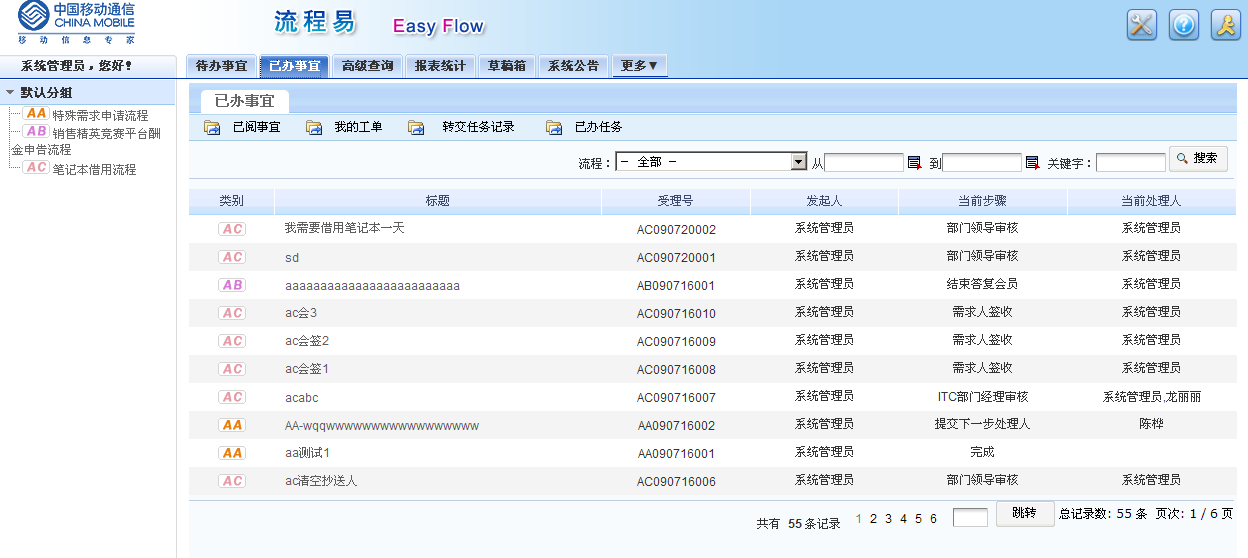 中国移动通信
CHINA MOBILE
移 动 信 息 专 家
流程易 Easy Flow
系统管理员，您好！
待办事宜 已办事宜 高级查询 报表统计 草稿箱 系统公告 更多▼
默认分组
AA 特殊需求申请流程
AB 销售精英竞赛平台酬
金申告流程
AC 笔记本借用流程
已办事宜
已阅事宜 我的工单 转交任务记录 已办任务
流程： － 全部 － 从 到 关键字： 搜索
类别 标题 受理号 发起人 当前步骤 当前处理人
AC 我需要借用笔记本一天 AC090720002 系统管理员 部门领导审核 系统管理员
AC sd AC090720001 系统管理员 部门领导审核 系统管理员
AB aaaaaaaaaaaaaaaaaaaaaaaaa AB090716001 系统管理员 结束答复会员 系统管理员
AC ac会3 AC090716010 系统管理员 需求人签收 系统管理员
AC ac会签2 AC090716009 系统管理员 需求人签收 系统管理员
AC ac会签1 AC090716008 系统管理员 需求人签收 系统管理员
AC acabc AC090716007 系统管理员 ITC部门经理审核 系统管理员,龙丽丽
AA AA-wqqwwwwwwwwwwwwwwwwww AA090716002 系统管理员 提交下一步处理人 陈桦
AA aa测试1 AA090716001 系统管理员 完成
AC ac清空抄送人 AC090716006 系统管理员 部门领导审核 系统管理员
共有 55条记录 1 2 3 4 5 6 跳转 总记录数: 55 条 页次: 1 / 6 页